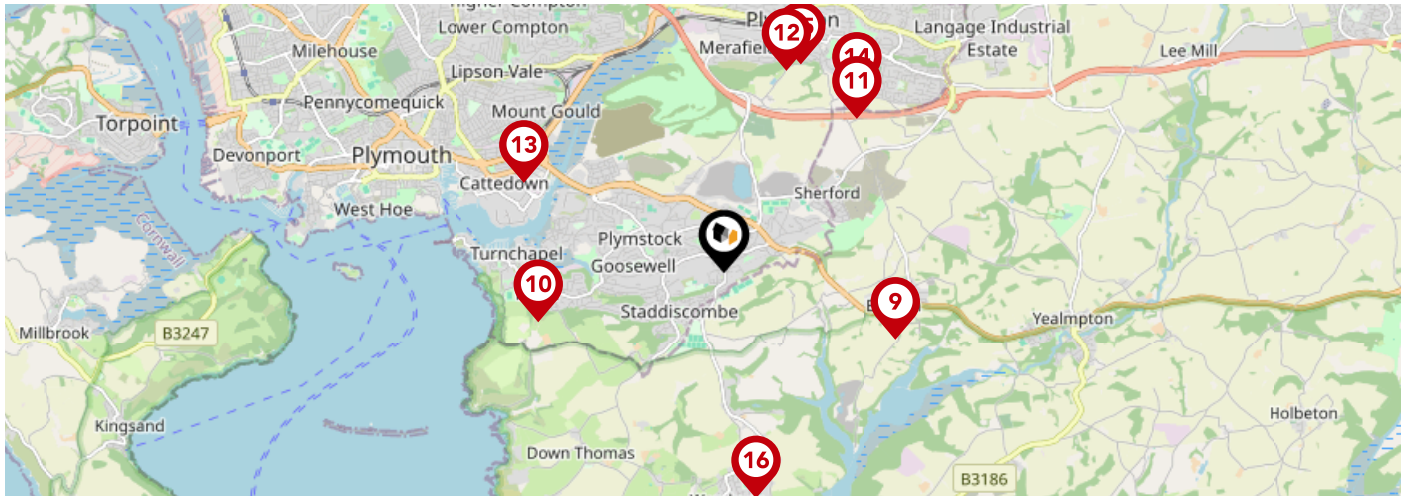 Lower Compton
Langage Industrial
Estate
Milehouse
Lee Mill
12
14
11
Lipson Vale
Pennycomequick
Mount Gould
Torpoint
13
Devonport
Plymouth
Cattedown
Sherford
West Hoe
Cornwall
Plymstock
Turnchapel
Goosewell
10
9
Staddiscombe
Yealmpton
Millbrook
B3247
Kingsand
Holbeton
Down Thomas
16
B3186